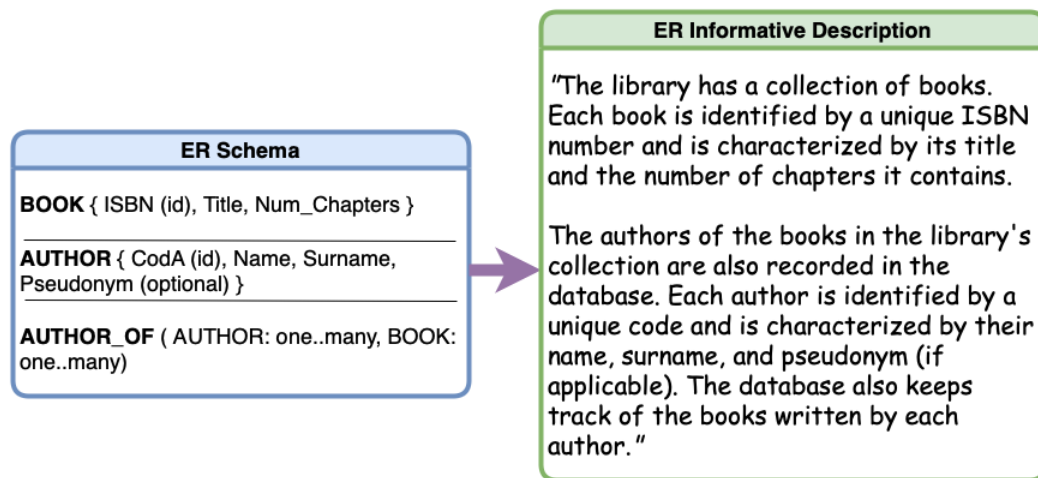 ER Schema
BOOK { ISBN (id), Title, Num_Chapters }
AUTHOR { CodA (id), Name, Surname,
Pseudonym (optional) }
AUTHOR_OF ( AUTHOR: one..many, BOOK:
one..many)
ER Informative Description
"The library has a collection of books.
Each book is identified by a unique ISBN
number and is characterized by its title
and the number of chapters it contains.
The authors of the books in the library's
collection are also recorded in the
database. Each author is identified by a
unique code and is characterized by their
name, surname, and pseudonym (if
applicable). The database also keeps
track of the books written by each
author."